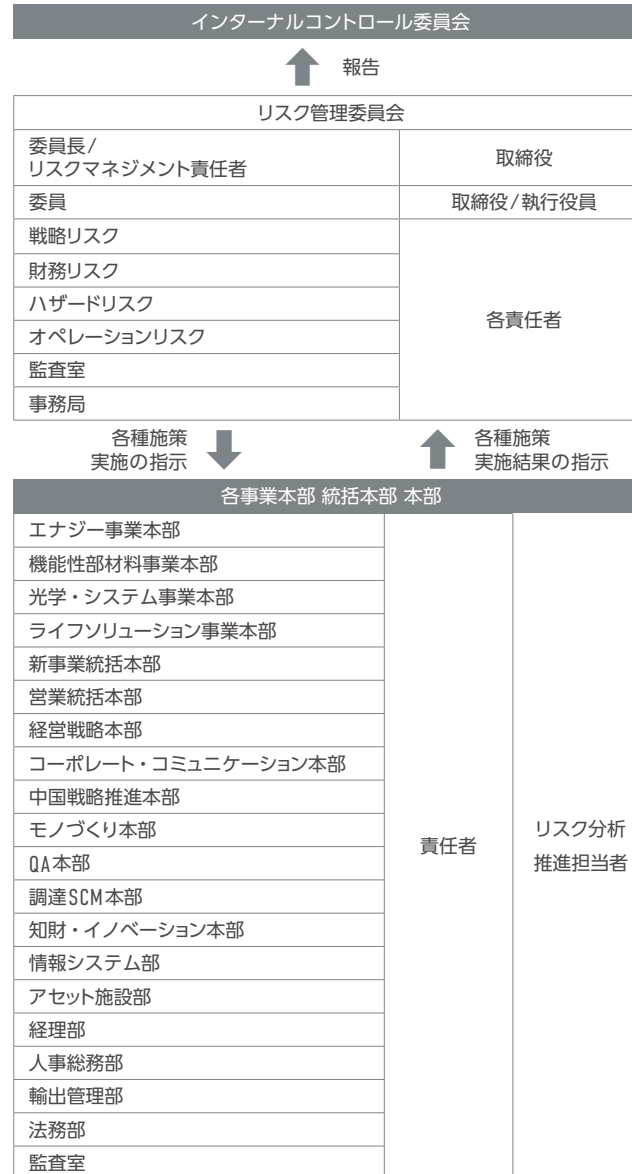 インターナルコントロール委員会
報告
リスク管理委員会
委員長/
リスクマネジメント責任者
取締役
委員
取締役/執行役員
戦略リスク
財務リスク
ハザードリスク
オペレーションリスク
監査室
事務局
各責任者
各種施策
実施の指示
各種施策
実施結果の指示
各事業本部 統括本部 本部
エナジー事業本部
機能性部材料事業本部
光学・システム事業本部
ライフソリューション事業本部
新事業統括本部
営業統括本部
経営戦略本部
コーポレート・コミュニケーション本部
中国戦略推進本部
モノづくり本部
QA本部
調達SCM本部
知財・イノベーション本部
情報システム部
アセット施設部
経理部
人事総務部
輸出管理部
法務部
監査室
責任者
リスク分析
推進担当者